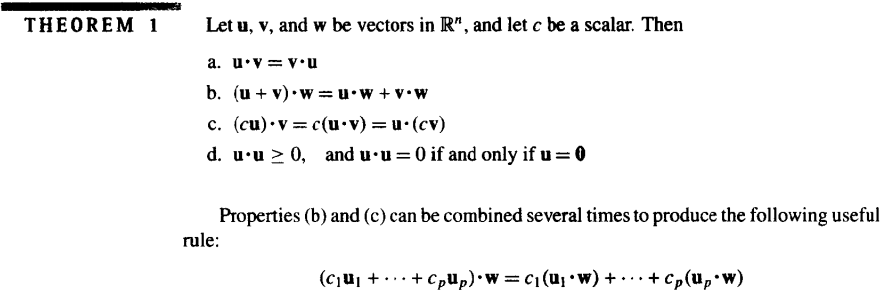 THEOREM 1 Let u, v, and w be vectors in ℝⁿ, and let c be a scalar. Then
a. u·v = v·u
b. (u + v)·w = u·w + v·w
c. (cu)·v = c(u·v) = u·(cv)
d. u·u ≥ 0, and u·u = 0 if and only if u = 0
Properties (b) and (c) can be combined several times to produce the following useful
rule:
(c₁u₁ + ··· + cₚuₚ)·w = c₁(u₁·w) + ··· + cₚ(uₚ·w)